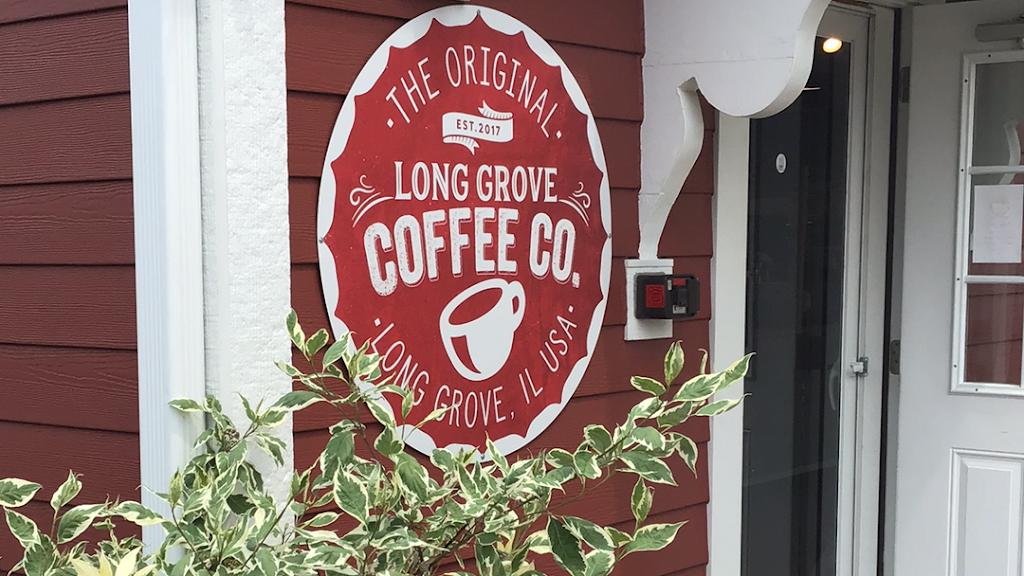 · THE ORIGINAL ·
EST. 2017
LONG GROVE
COFFEE CO.
· LONG GROVE, IL USA ·